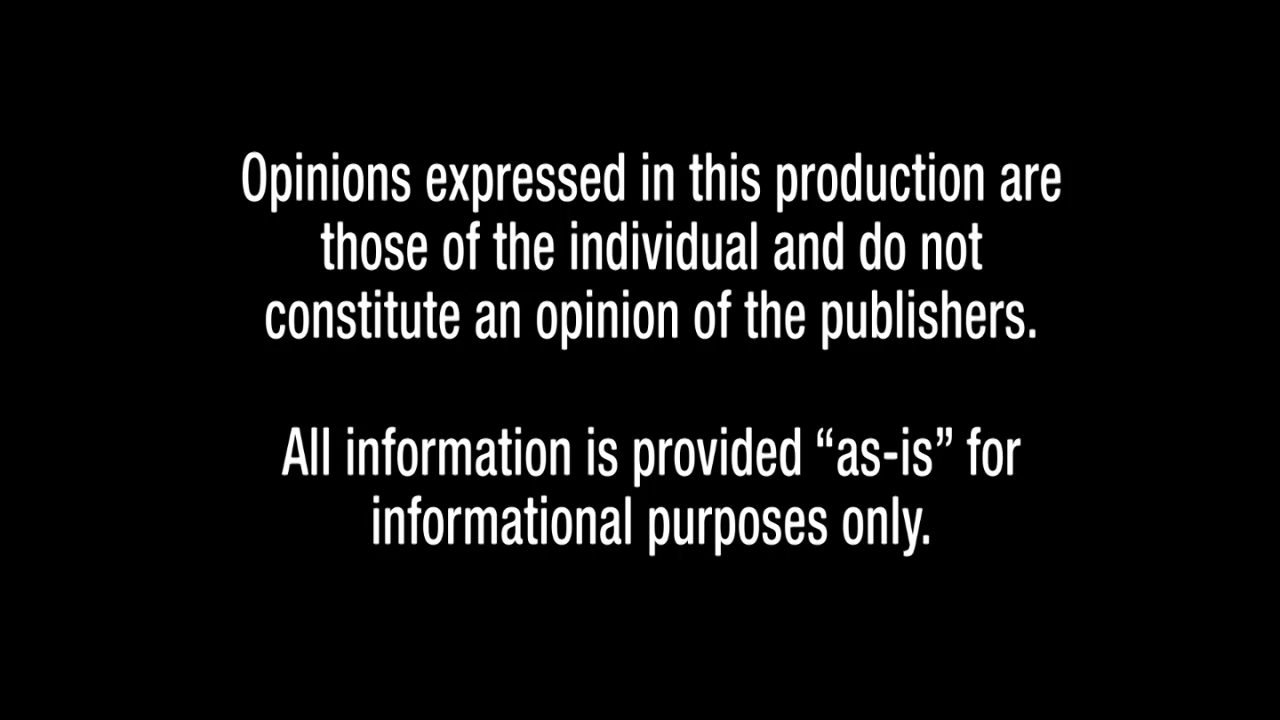 Opinions expressed in this production are
those of the individual and do not
constitute an opinion of the publishers.
All information is provided “as-is” for
informational purposes only.